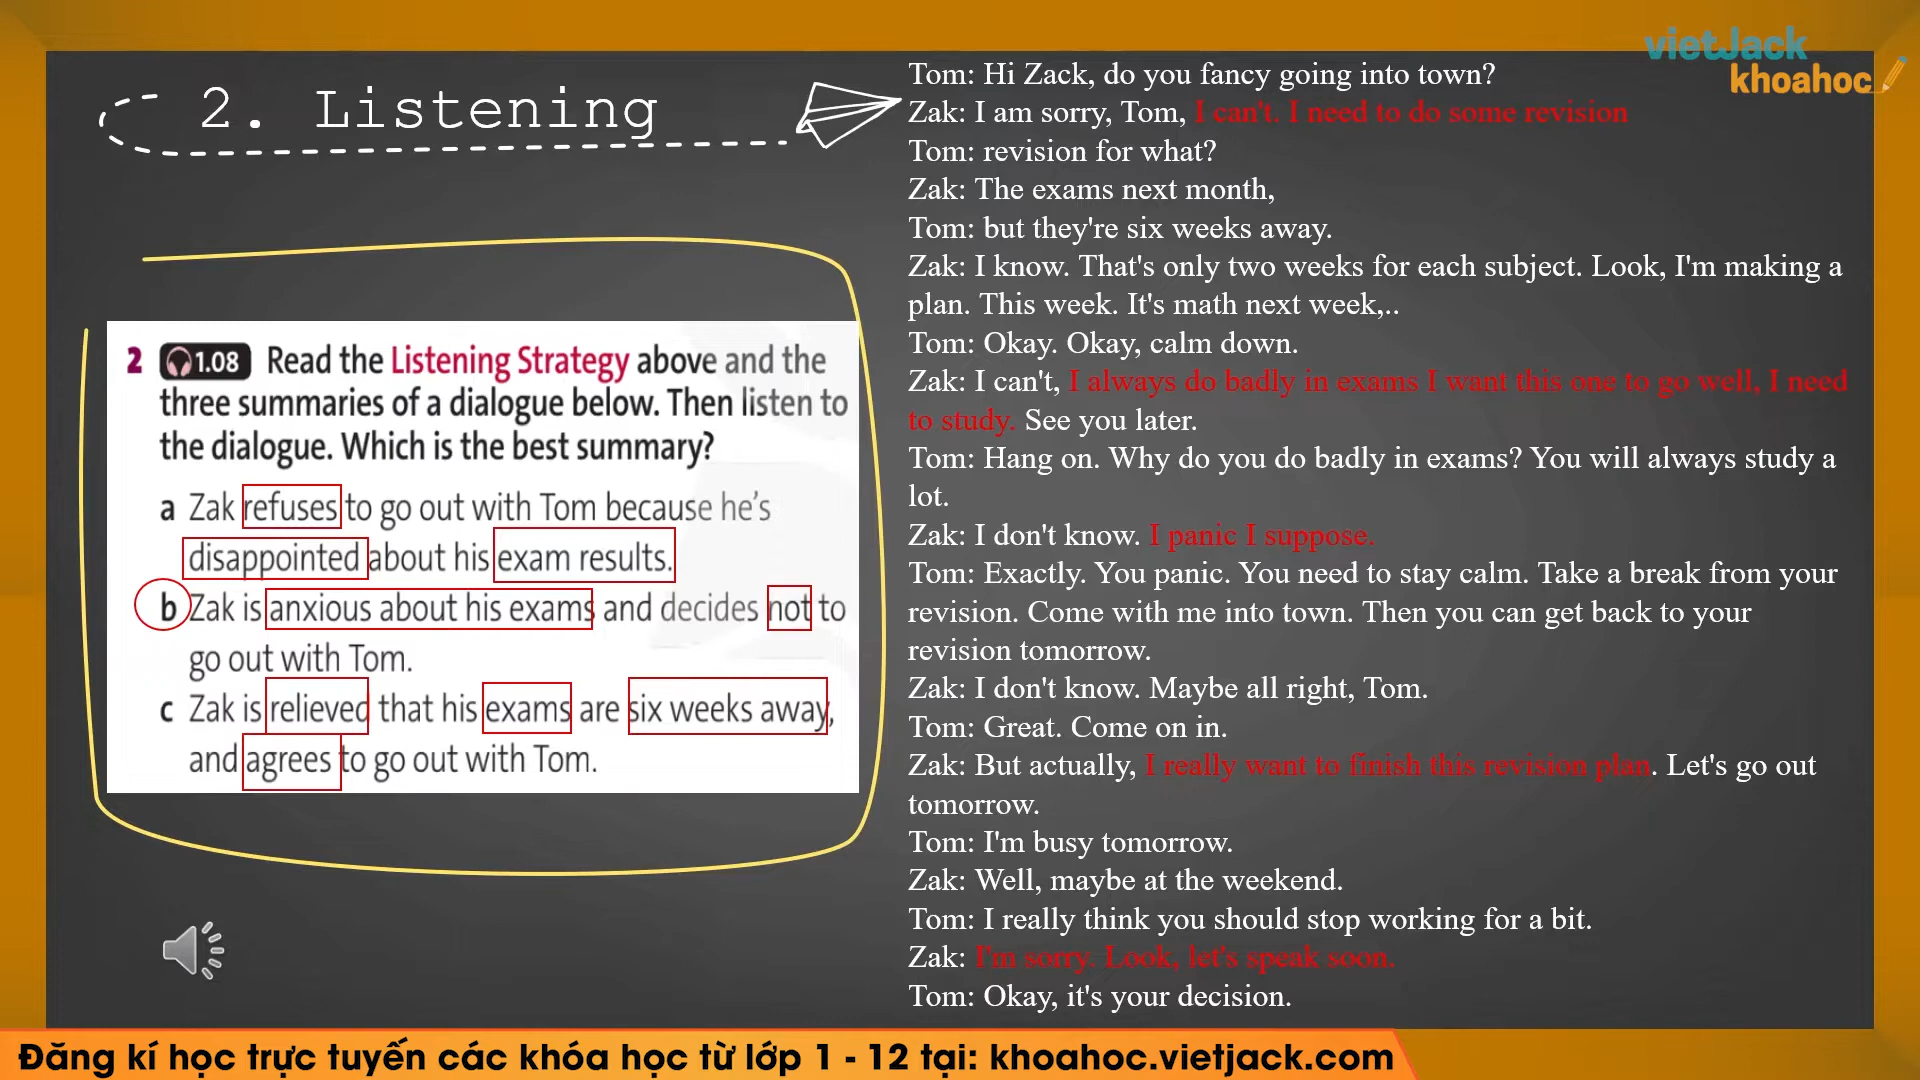 vietJack
khoahoc
2. Listening
2 1.08 Read the Listening Strategy above and the
three summaries of a dialogue below. Then listen to
the dialogue. Which is the best summary?
a Zak refuses to go out with Tom because he's
disappointed about his exam results.
b Zak is anxious about his exams and decides not to
go out with Tom.
c Zak is relieved that his exams are six weeks away,
and agrees to go out with Tom.
Tom: Hi Zack, do you fancy going into town?
Zak: I am sorry, Tom, I can't. I need to do some revision
Tom: revision for what?
Zak: The exams next month,
Tom: but they're six weeks away.
Zak: I know. That's only two weeks for each subject. Look, I'm making a
plan. This week. It's math next week,..
Tom: Okay. Okay, calm down.
Zak: I can't, I always do badly in exams I want this one to go well, I need
to study. See you later.
Tom: Hang on. Why do you do badly in exams? You will always study a
lot.
Zak: I don't know. I panic I suppose.
Tom: Exactly. You panic. You need to stay calm. Take a break from your
revision. Come with me into town. Then you can get back to your
revision tomorrow.
Zak: I don't know. Maybe all right, Tom.
Tom: Great. Come on in.
Zak: But actually, I really want to finish this revision plan. Let's go out
tomorrow.
Tom: I'm busy tomorrow.
Zak: Well, maybe at the weekend.
Tom: I really think you should stop working for a bit.
Zak: I'm sorry. Look, let's speak soon.
Tom: Okay, it's your decision.
Đăng kí học trực tuyến các khóa học từ lớp 1 - 12 tại: khoahoc.vietjack.com